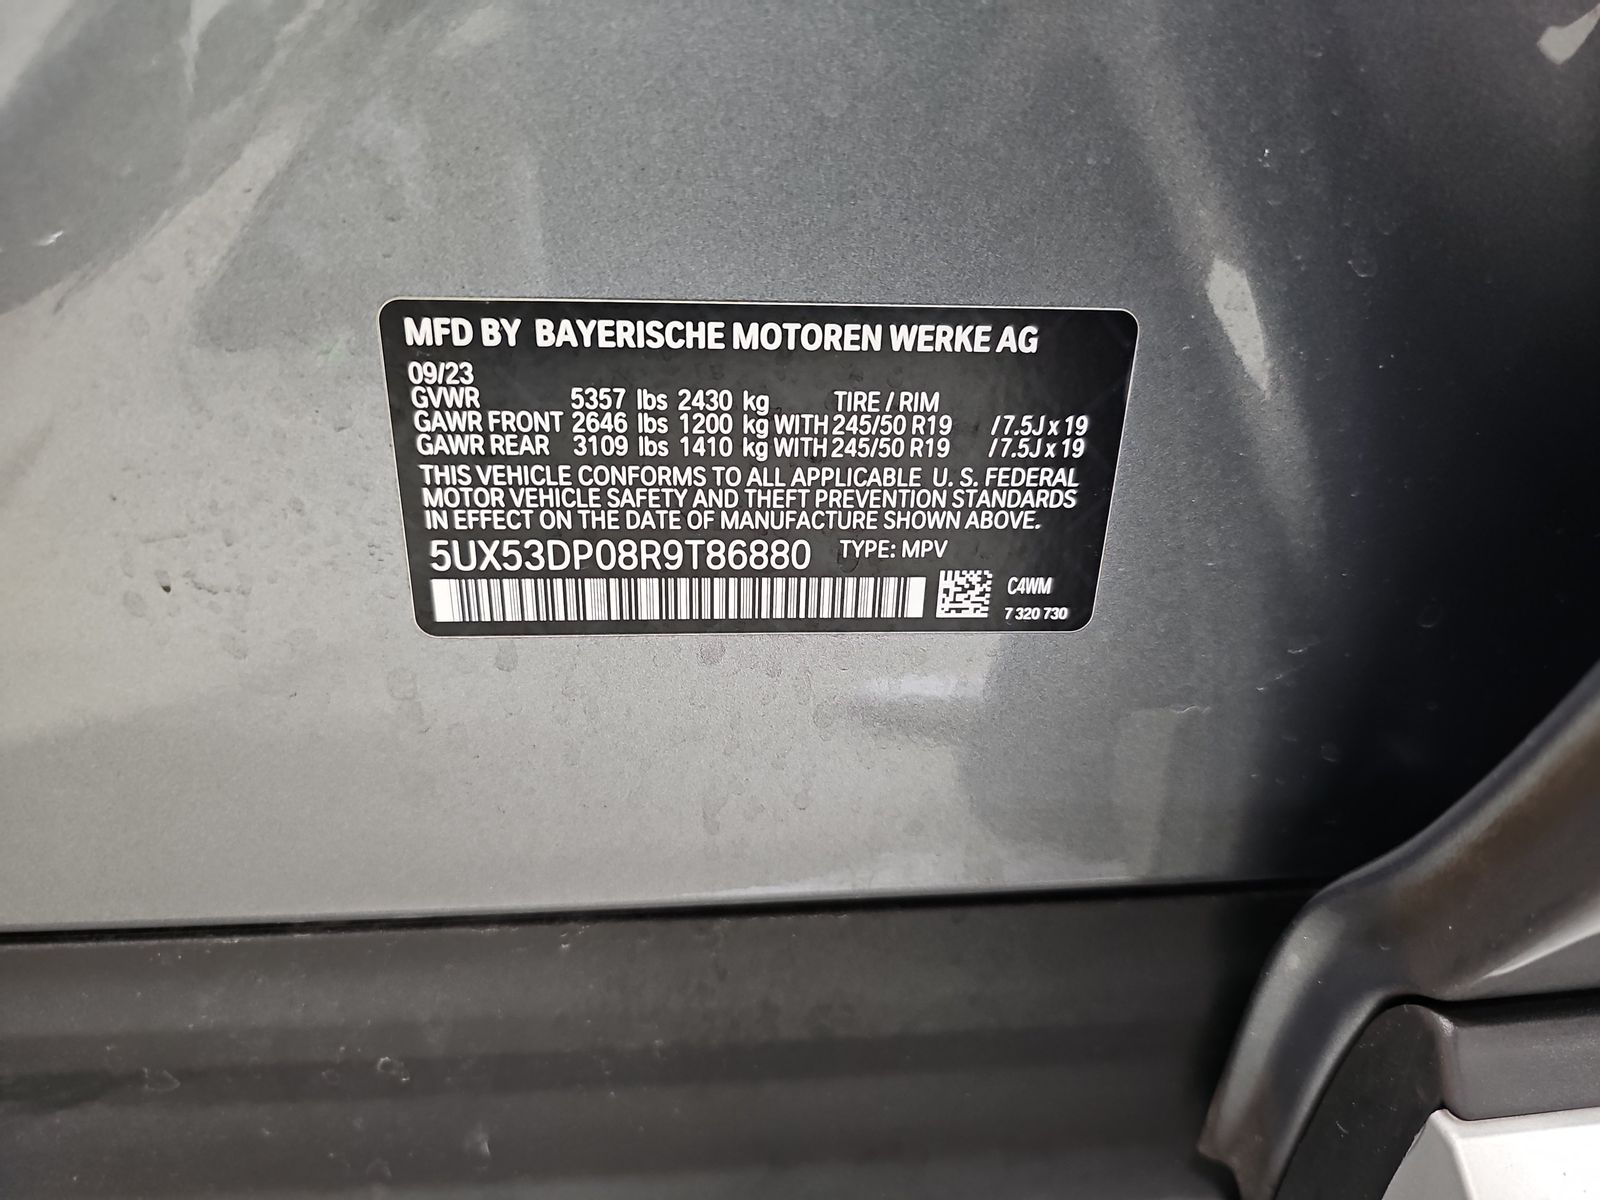 MFD BY BAYERISCHE MOTOREN WERKE AG
09/23
GVWR 5357 lbs 2430 kg TIRE / RIM
GAWR FRONT 2646 lbs 1200 kg WITH 245/50 R19 / 7.5J x 19
GAWR REAR 3109 lbs 1410 kg WITH 245/50 R19 / 7.5J x 19
THIS VEHICLE CONFORMS TO ALL APPLICABLE U. S. FEDERAL
MOTOR VEHICLE SAFETY AND THEFT PREVENTION STANDARDS
IN EFFECT ON THE DATE OF MANUFACTURE SHOWN ABOVE.
5UX53DP08R9T86880 TYPE: MPV
C4WM
7 320 730